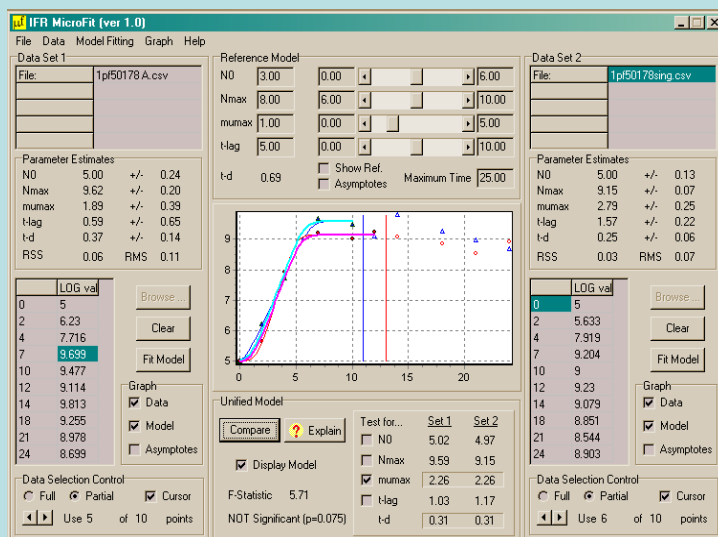 μf IFR MicroFit (ver 1.0)
File Data Model Fitting Graph Help
Data Set 1
File: 1pf50178 A.csv
Parameter Estimates
N0 5.00 +/- 0.24
Nmax 9.62 +/- 0.20
mumax 1.89 +/- 0.39
t-lag 0.59 +/- 0.65
t-d 0.37 +/- 0.14
RSS 0.06 RMS 0.11
LOG val
0 5
2 6.23
4 7.716
7 9.699
10 9.477
12 9.114
14 9.813
18 9.255
21 8.978
24 8.699
Browse ...
Clear
Fit Model
Graph
Data
Model
Asymptotes
Data Selection Control
Full Partial Cursor
Use 5 of 10 points
Reference Model
N0 3.00 0.00 6.00
Nmax 8.00 6.00 10.00
mumax 1.00 0.00 5.00
t-lag 5.00 0.00 10.00
t-d 0.69 Show Ref.
Asymptotes Maximum Time 25.00
9
8
7
6
5
0 5 10 15 20
Unified Model
Compare ? Explain
Display Model
F-Statistic 5.71
NOT Significant (p=0.075)
Test for... Set 1 Set 2
N0 5.02 4.97
Nmax 9.59 9.15
mumax 2.26 2.26
t-lag 1.03 1.17
t-d 0.31 0.31
Data Set 2
File: 1pf50178sing.csv
Parameter Estimates
N0 5.00 +/- 0.13
Nmax 9.15 +/- 0.07
mumax 2.79 +/- 0.25
t-lag 1.57 +/- 0.22
t-d 0.25 +/- 0.06
RSS 0.03 RMS 0.07
LOG val
0 5
2 5.633
4 7.919
7 9.204
10 9
12 9.23
14 9.079
18 8.851
21 8.544
24 8.903
Browse ...
Clear
Fit Model
Graph
Data
Model
Asymptotes
Data Selection Control
Full Partial Cursor
Use 6 of 10 points